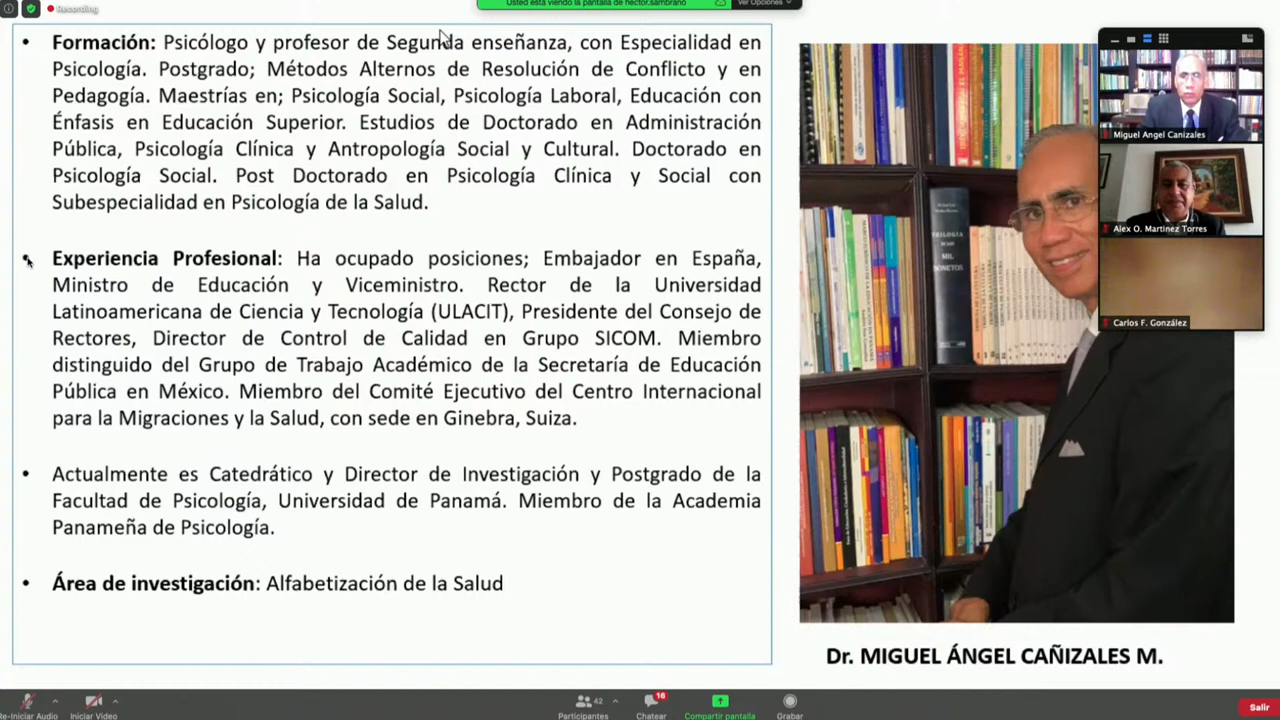 Recording
Usted está viendo la pantalla de hector.sambrano
Ver Opciones
• Formación: Psicólogo y profesor de Segunda enseñanza, con Especialidad en
Psicología. Postgrado; Métodos Alternos de Resolución de Conflicto y en
Pedagogía. Maestrías en; Psicología Social, Psicología Laboral, Educación con
Énfasis en Educación Superior. Estudios de Doctorado en Administración
Pública, Psicología Clínica y Antropología Social y Cultural. Doctorado en
Psicología Social. Post Doctorado en Psicología Clínica y Social con
Subespecialidad en Psicología de la Salud.
• Experiencia Profesional: Ha ocupado posiciones; Embajador en España,
Ministro de Educación y Viceministro. Rector de la Universidad
Latinoamericana de Ciencia y Tecnología (ULACIT), Presidente del Consejo de
Rectores, Director de Control de Calidad en Grupo SICOM. Miembro
distinguido del Grupo de Trabajo Académico de la Secretaría de Educación
Pública en México. Miembro del Comité Ejecutivo del Centro Internacional
para la Migraciones y la Salud, con sede en Ginebra, Suiza.
• Actualmente es Catedrático y Director de Investigación y Postgrado de la
Facultad de Psicología, Universidad de Panamá. Miembro de la Academia
Panameña de Psicología.
• Área de investigación: Alfabetización de la Salud
TRILOGIA
MIL
SONETOS
Miguel Angel Canizales
Alex O. Martinez Torres
Carlos F. González
Dr. MIGUEL ÁNGEL CAÑIZALES M.
Re-Iniciar Audio
Iniciar Video
42
Participantes
16
Chatear
Compartir pantalla
Grabar
Salir